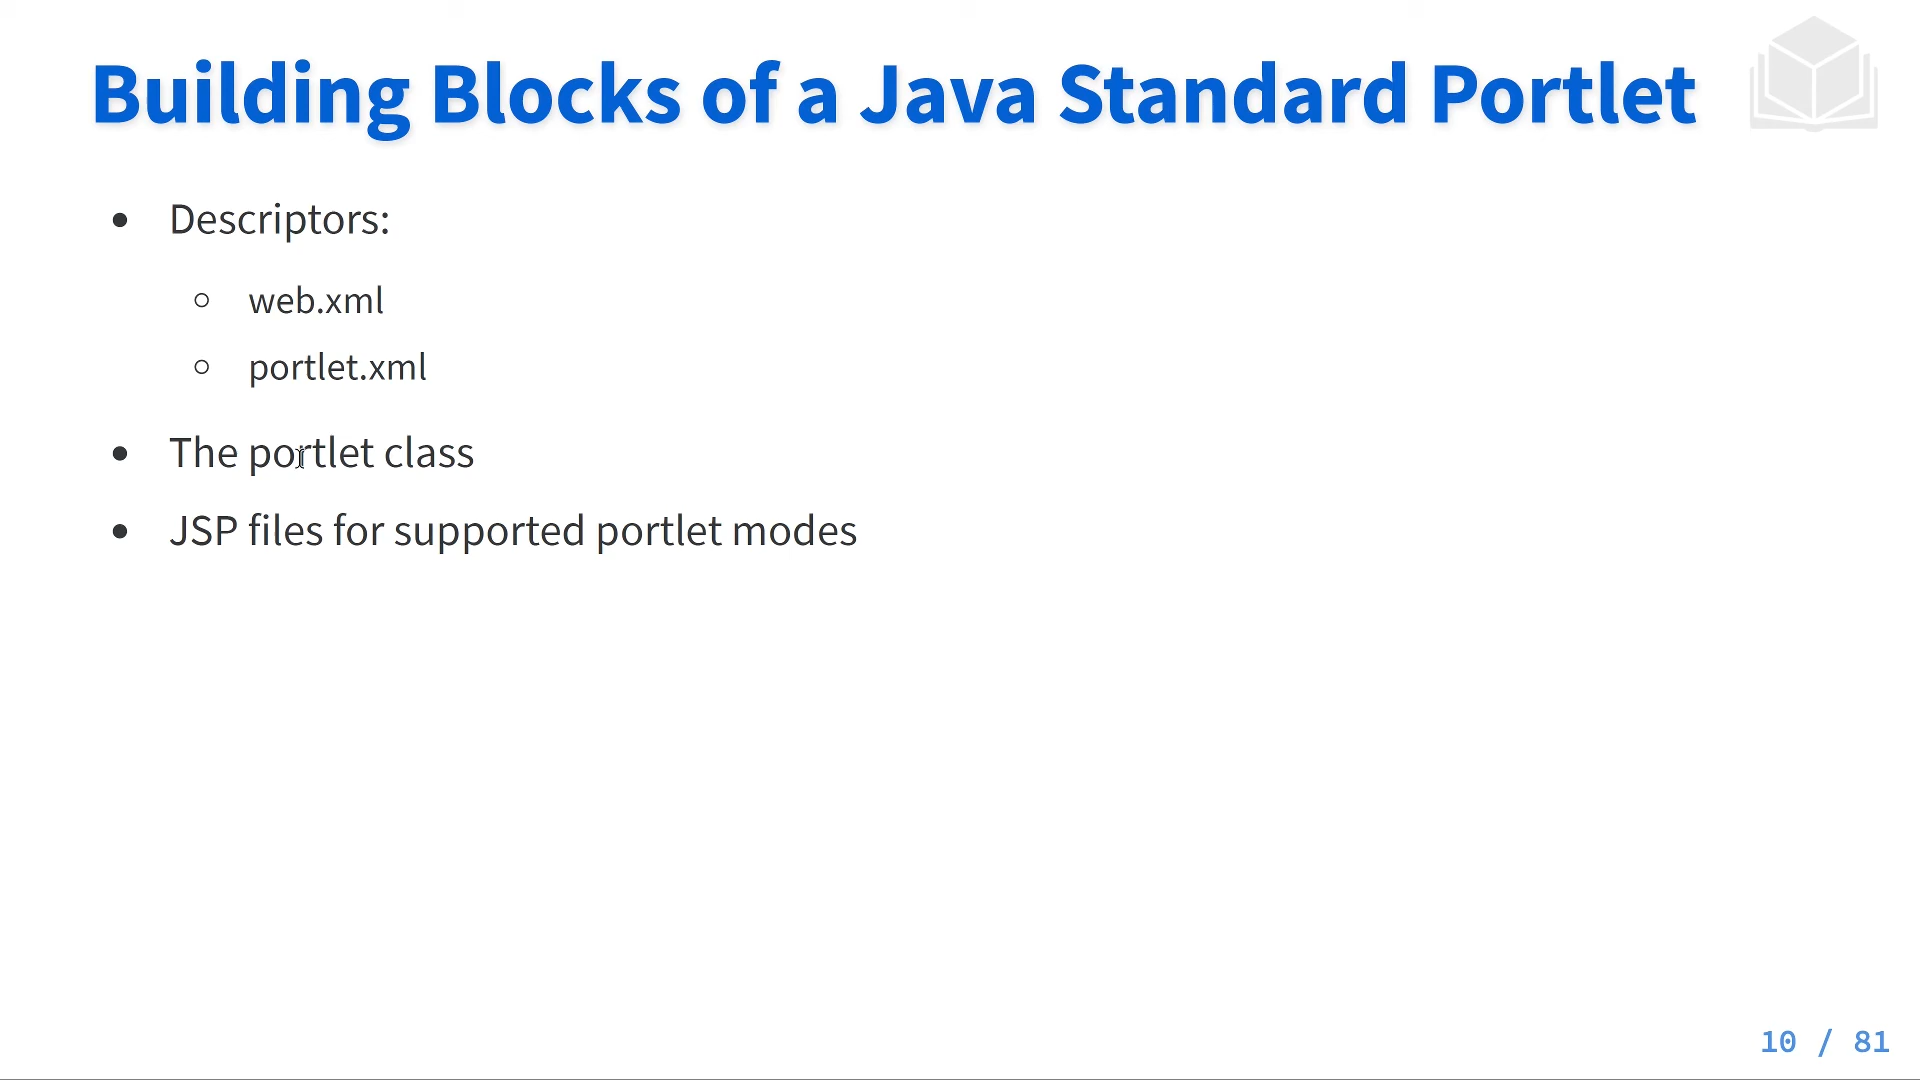 Building Blocks of a Java Standard Portlet
Descriptors:
web.xml
portlet.xml
The portlet class
JSP files for supported portlet modes
10 / 81